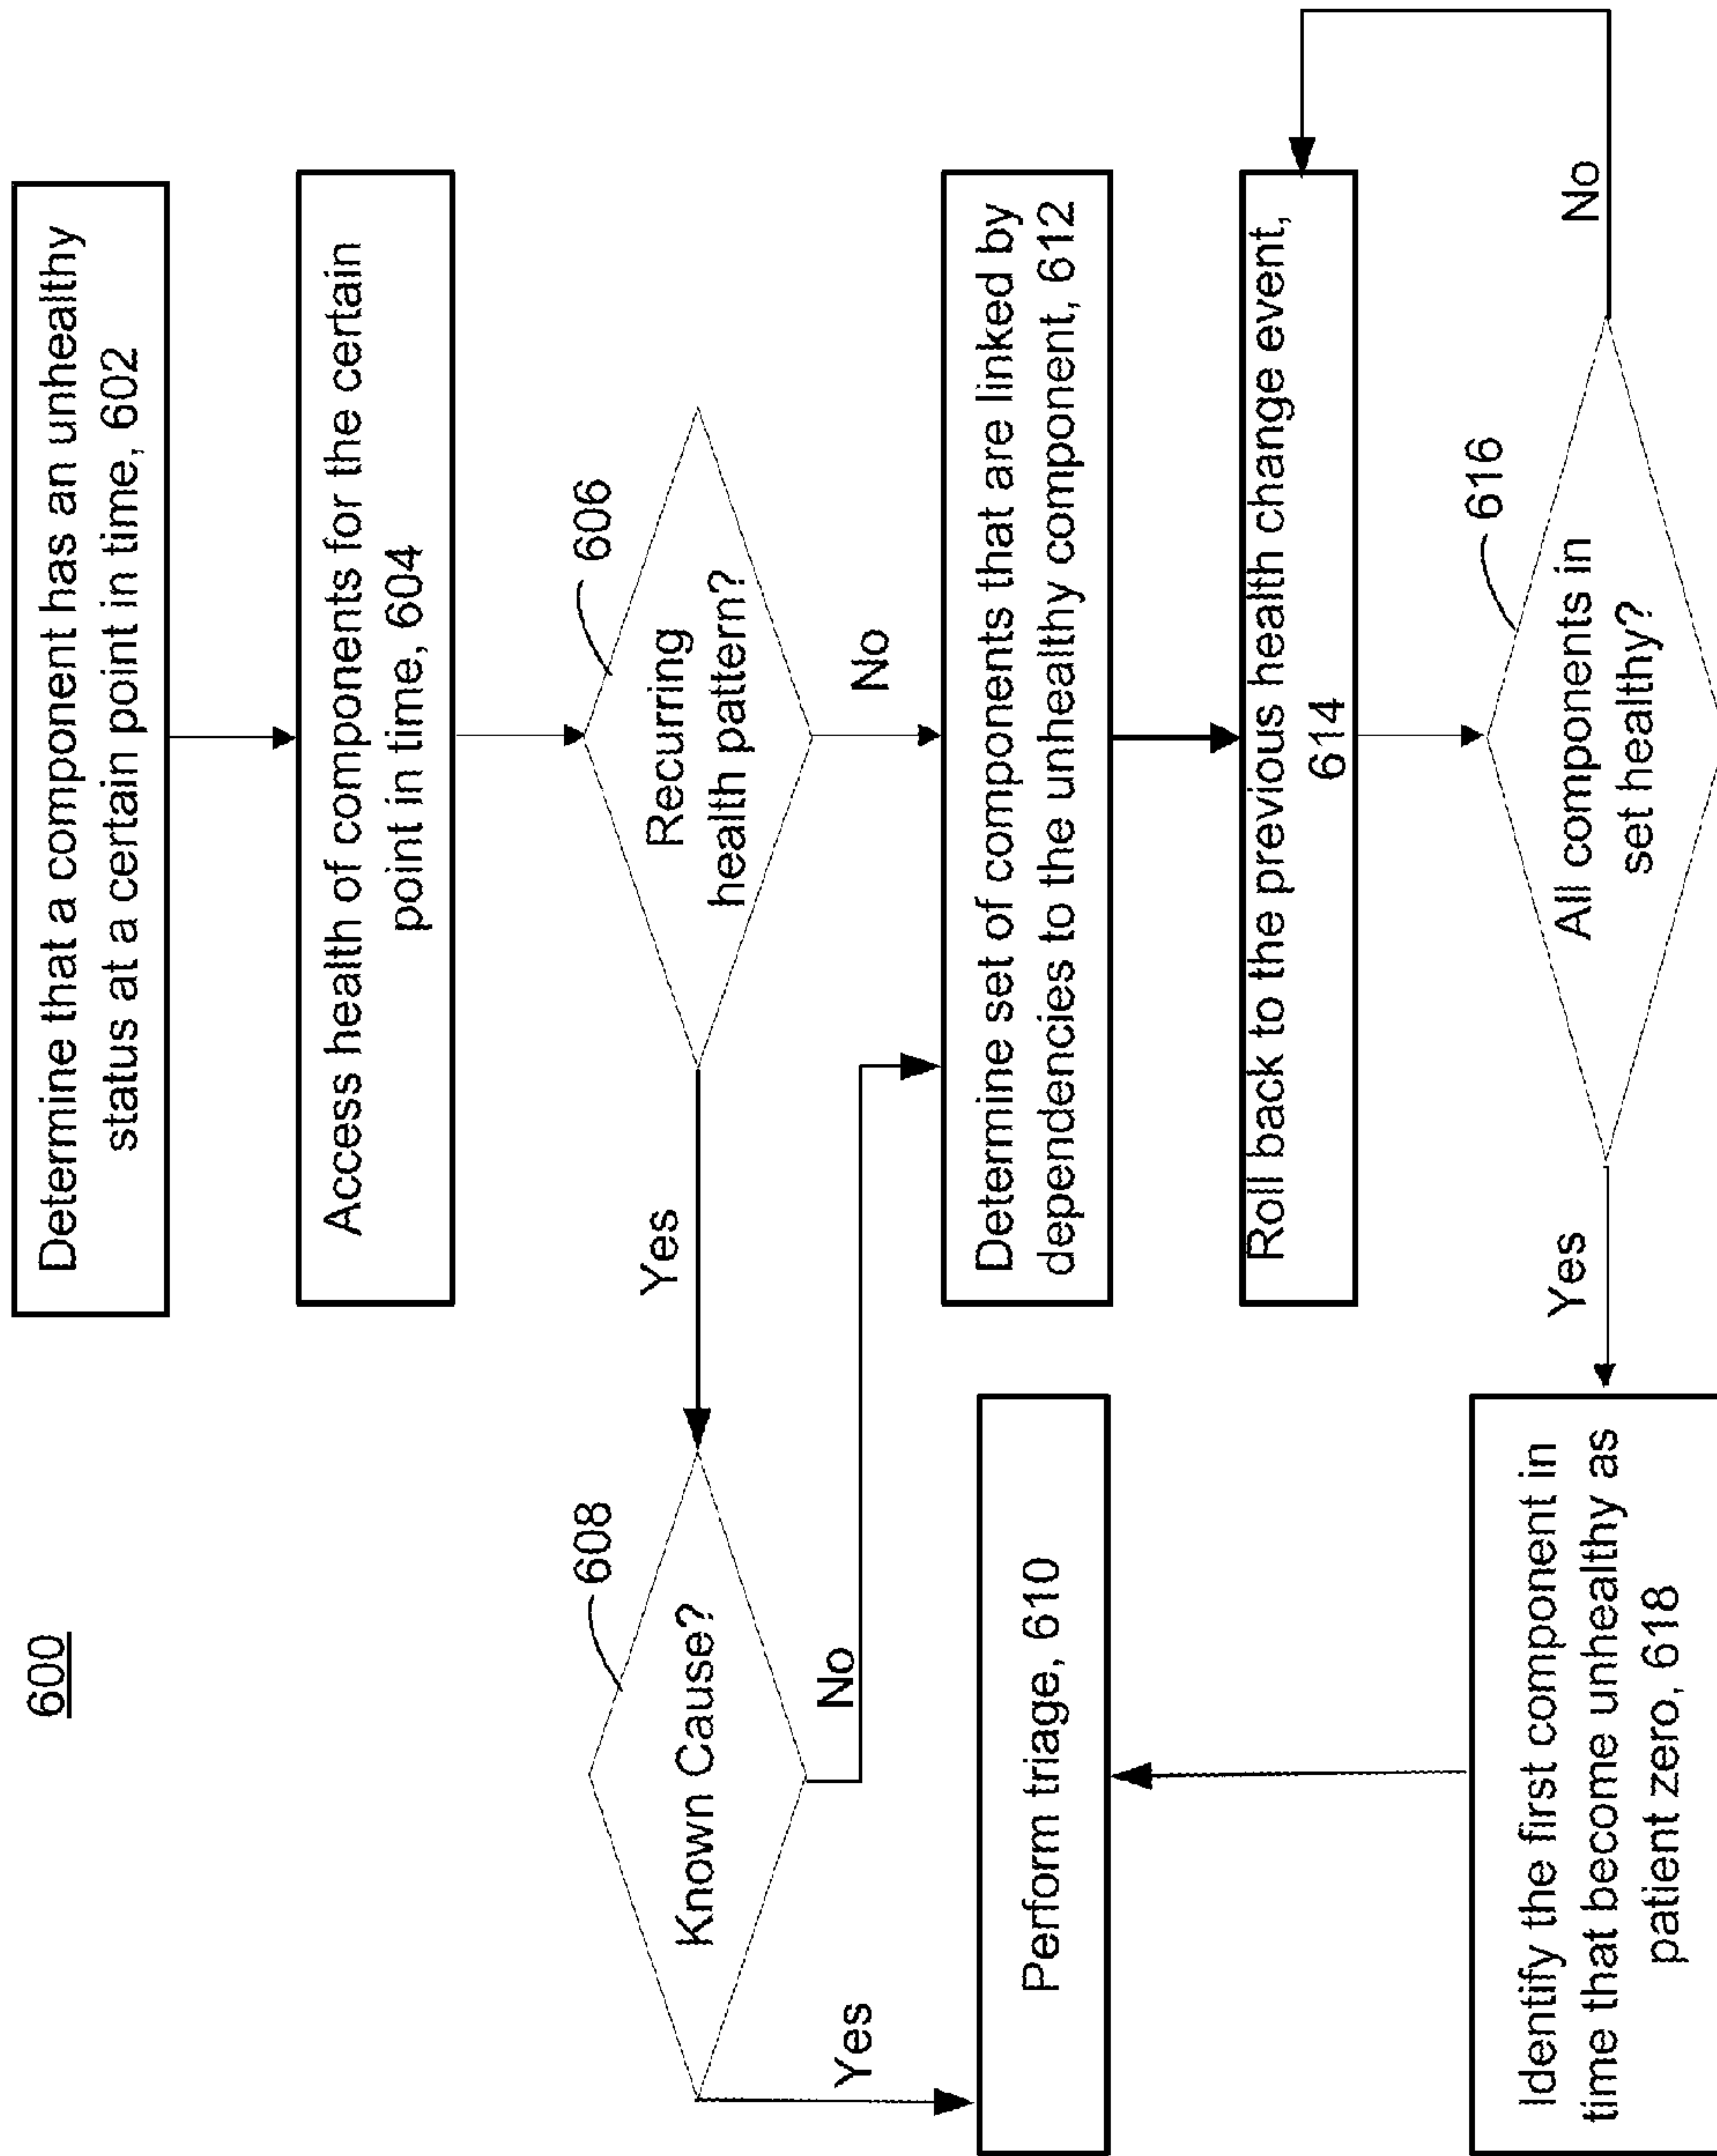 600
Determine that a component has an unhealthy
status at a certain point in time, 602
Access health of components for the certain
point in time, 604
606
Recurring
health pattern?
Yes
No
608
Known Cause?
No
Yes
Perform triage, 610
Determine set of components that are linked by
dependencies to the unhealthy component, 612
Roll back to the previous health change event,
614
616
All components in
set healthy?
No
Yes
Identify the first component in
time that become unhealthy as
patient zero, 618